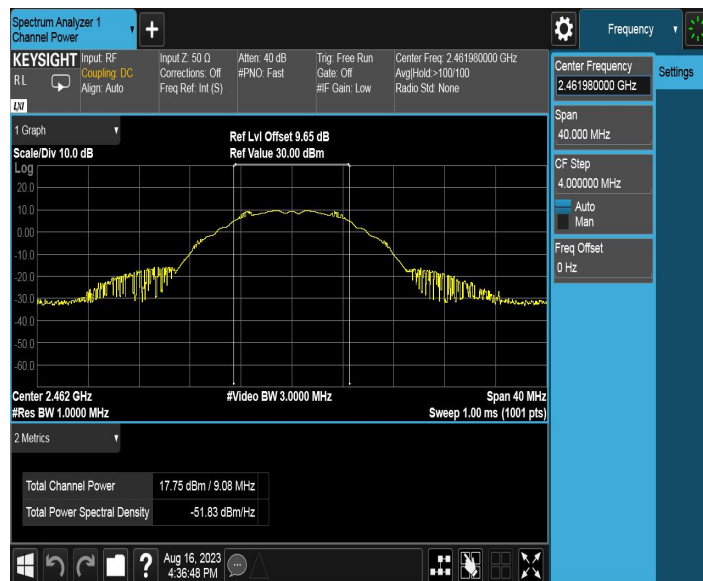 Spectrum Analyzer 1
Channel Power
+
Frequency
KEYSIGHT
RL
LXI
Input: RF
Coupling: DC
Align: Auto
Input Z: 50 Ω
Corrections: Off
Freq Ref: Int (S)
Atten: 40 dB
#PNO: Fast
Trig: Free Run
Gate: Off
#IF Gain: Low
Center Freq: 2.461980000 GHz
Avg|Hold:>100/100
Radio Std: None
Center Frequency
2.461980000 GHz
Settings
Span
40.000 MHz
CF Step
4.000000 MHz
Auto
Man
Freq Offset
0 Hz
1 Graph
Scale/Div 10.0 dB
Ref Lvl Offset 9.65 dB
Ref Value 30.00 dBm
Log
20.0
10.0
0.00
-10.0
-20.0
-30.0
-40.0
-50.0
-60.0
Center 2.462 GHz
#Video BW 3.0000 MHz
Span 40 MHz
#Res BW 1.0000 MHz
Sweep 1.00 ms (1001 pts)
2 Metrics
Total Channel Power 17.75 dBm / 9.08 MHz
Total Power Spectral Density -51.83 dBm/Hz
?
Aug 16, 2023
4:36:48 PM